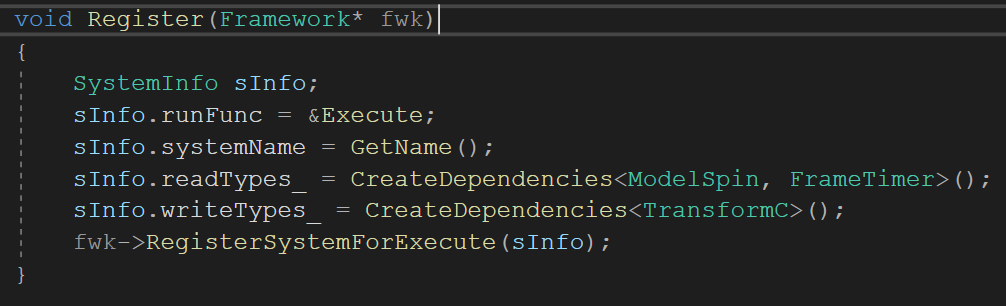 void Register(Framework* fwk)
{
SystemInfo sInfo;
sInfo.runFunc = &Execute;
sInfo.systemName = GetName();
sInfo.readTypes_ = CreateDependencies<ModelSpin, FrameTimer>();
sInfo.writeTypes_ = CreateDependencies<TransformC>();
fwk->RegisterSystemForExecute(sInfo);
}